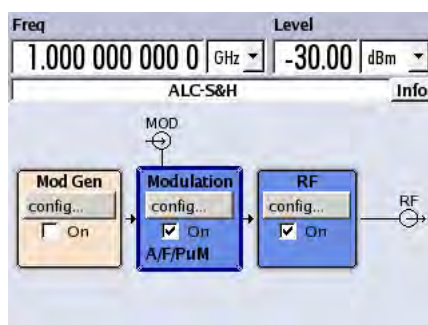 Freq Level
1.000 000 000 0 GHz -30.00 dBm
ALC-S&H Info
MOD
Mod Gen Modulation RF
config... config... config... RF
On On On
A/F/PuM